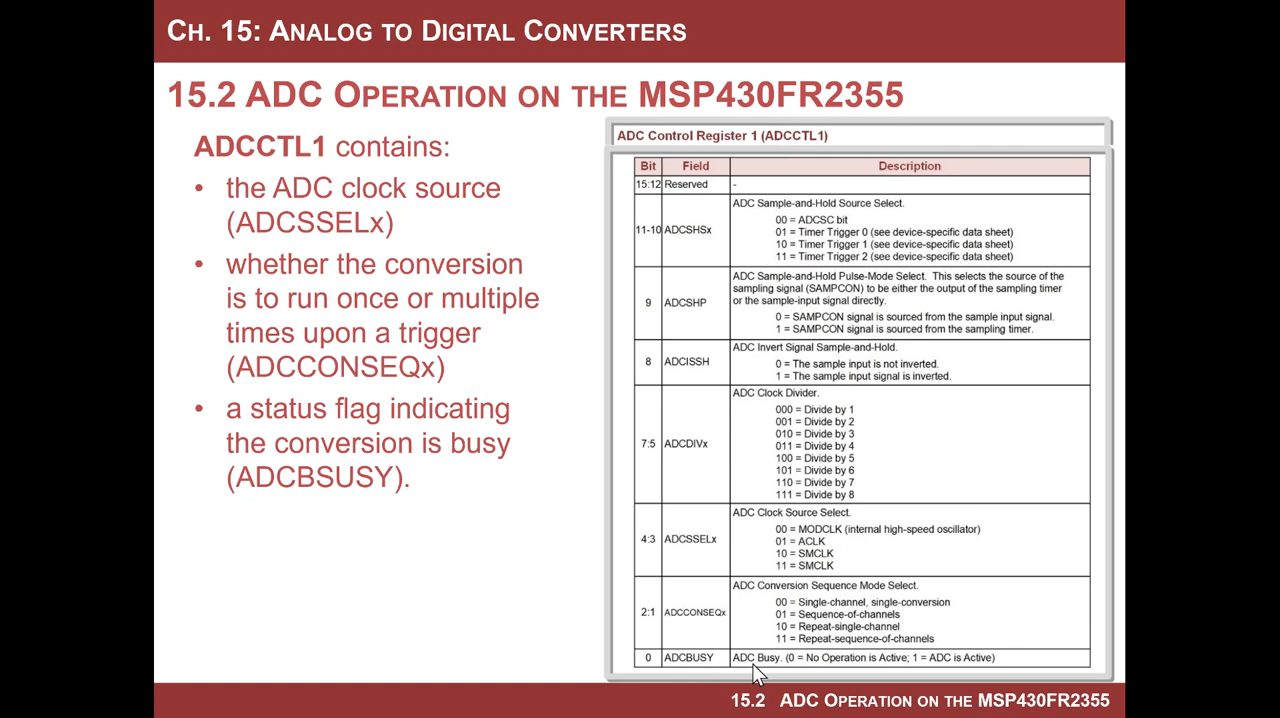 CH. 15: ANALOG TO DIGITAL CONVERTERS
15.2 ADC OPERATION ON THE MSP430FR2355
ADCCTL1 contains:
• the ADC clock source
(ADCSSELx)
• whether the conversion
is to run once or multiple
times upon a trigger
(ADCCONSEQx)
• a status flag indicating
the conversion is busy
(ADCBSUSY).
ADC Control Register 1 (ADCCTL1)
Bit Field Description
15:12 Reserved -
11-10 ADCSHSx
ADC Sample-and-Hold Source Select.
00 = ADCSC bit
01 = Timer Trigger 0 (see device-specific data sheet)
10 = Timer Trigger 1 (see device-specific data sheet)
11 = Timer Trigger 2 (see device-specific data sheet)
9 ADCSHP
ADC Sample-and-Hold Pulse-Mode Select. This selects the source of the
sampling signal (SAMPCON) to be either the output of the sampling timer
or the sample-input signal directly.
0 = SAMPCON signal is sourced from the sample input signal.
1 = SAMPCON signal is sourced from the sampling timer.
8 ADCISSH
ADC Invert Signal Sample-and-Hold.
0 = The sample input is not inverted.
1 = The sample input signal is inverted.
7:5 ADCDIVx
ADC Clock Divider.
000 = Divide by 1
001 = Divide by 2
010 = Divide by 3
011 = Divide by 4
100 = Divide by 5
101 = Divide by 6
110 = Divide by 7
111 = Divide by 8
4:3 ADCSSELx
ADC Clock Source Select.
00 = MODCLK (internal high-speed oscillator)
01 = ACLK
10 = SMCLK
11 = SMCLK
2:1 ADCCONSEQx
ADC Conversion Sequence Mode Select.
00 = Single-channel, single-conversion
01 = Sequence-of-channels
10 = Repeat-single-channel
11 = Repeat-sequence-of-channels
0 ADCBUSY ADC Busy. (0 = No Operation is Active; 1 = ADC is Active)
15.2 ADC OPERATION ON THE MSP430FR2355